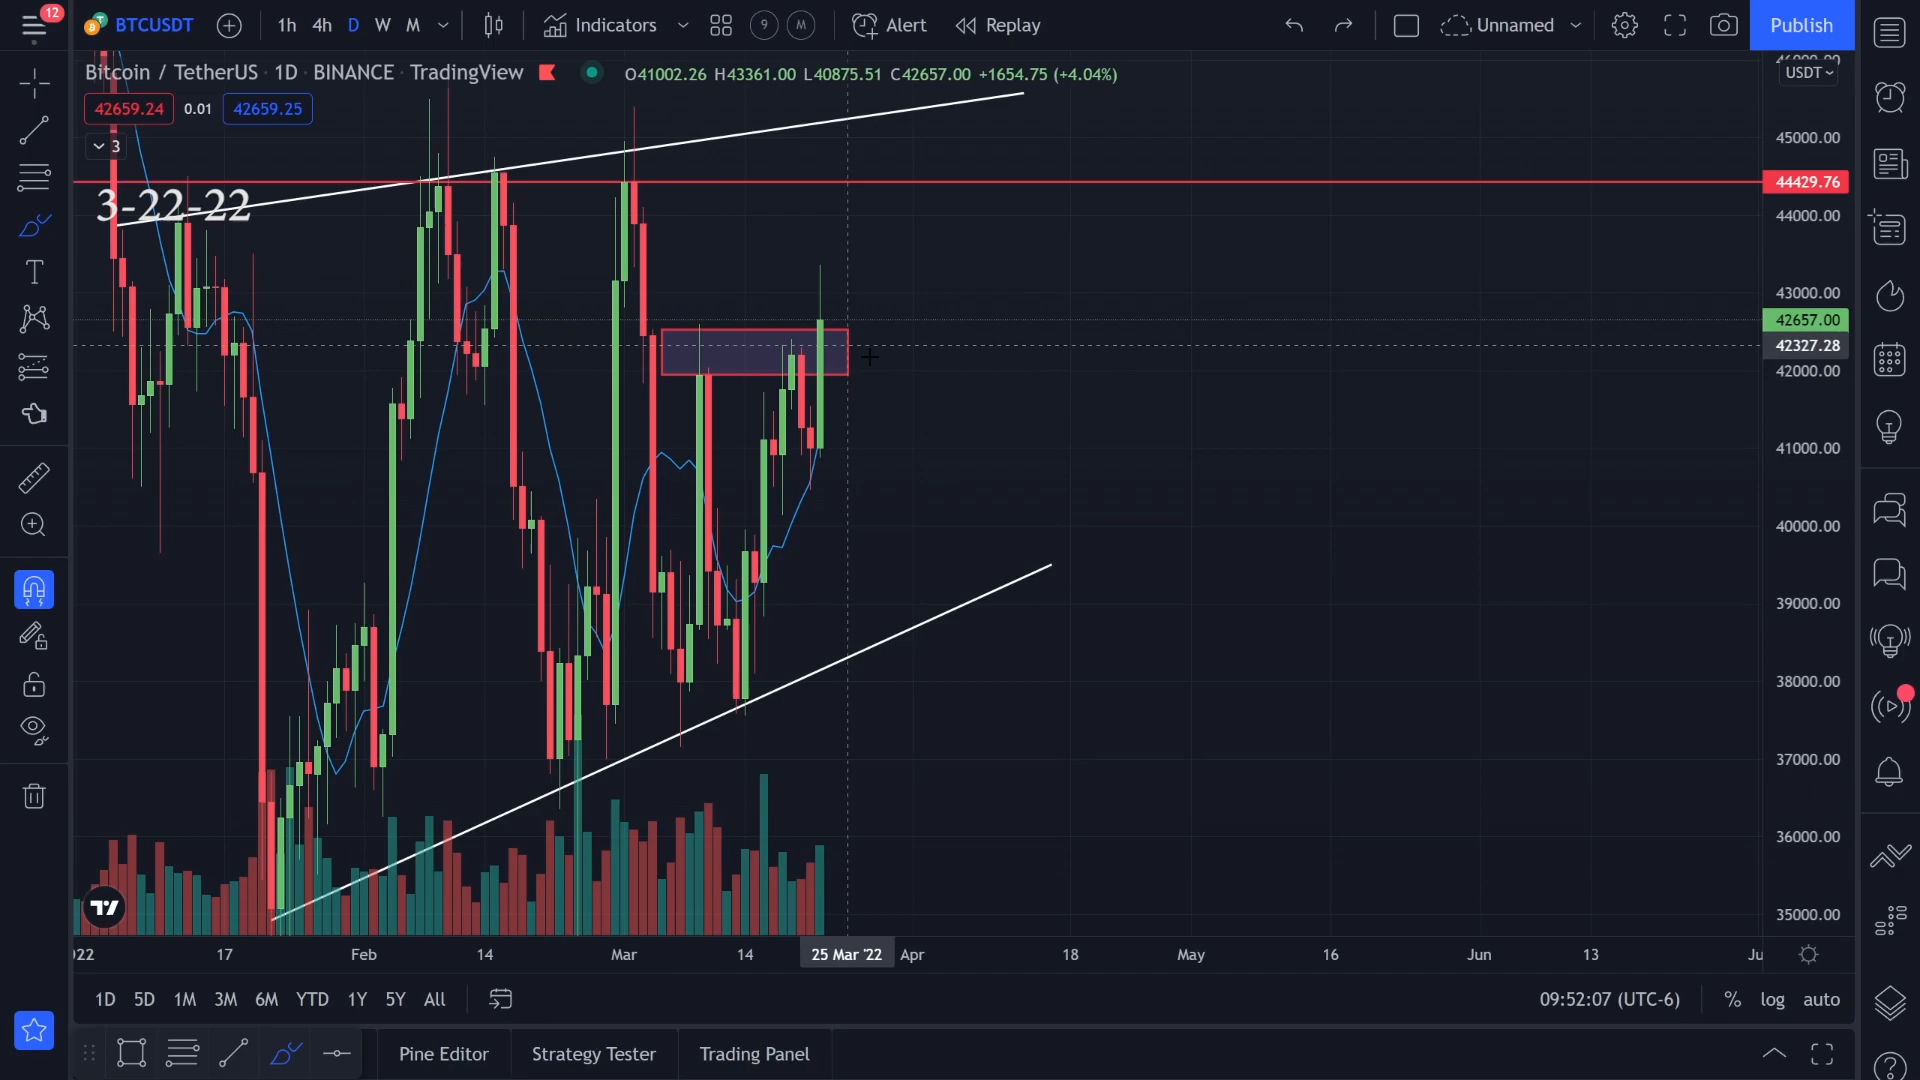 12
BTCUSDT 1h 4h D W M Indicators 9 M Alert Replay Unnamed Publish
Bitcoin / TetherUS · 1D · BINANCE · TradingView O41002.26 H43361.00 L40875.51 C42657.00 +1654.75 (+4.04%)
USDT
42659.24 0.01 42659.25
3
3-22-22
45000.00
44429.76
44000.00
43000.00
42657.00
42327.28
42000.00
41000.00
40000.00
39000.00
38000.00
37000.00
36000.00
35000.00
22 17 Feb 14 Mar 14 25 Mar '22 Apr 18 May 16 Jun 13 Ju
1D 5D 1M 3M 6M YTD 1Y 5Y All 09:52:07 (UTC-6) % log auto
Pine Editor Strategy Tester Trading Panel